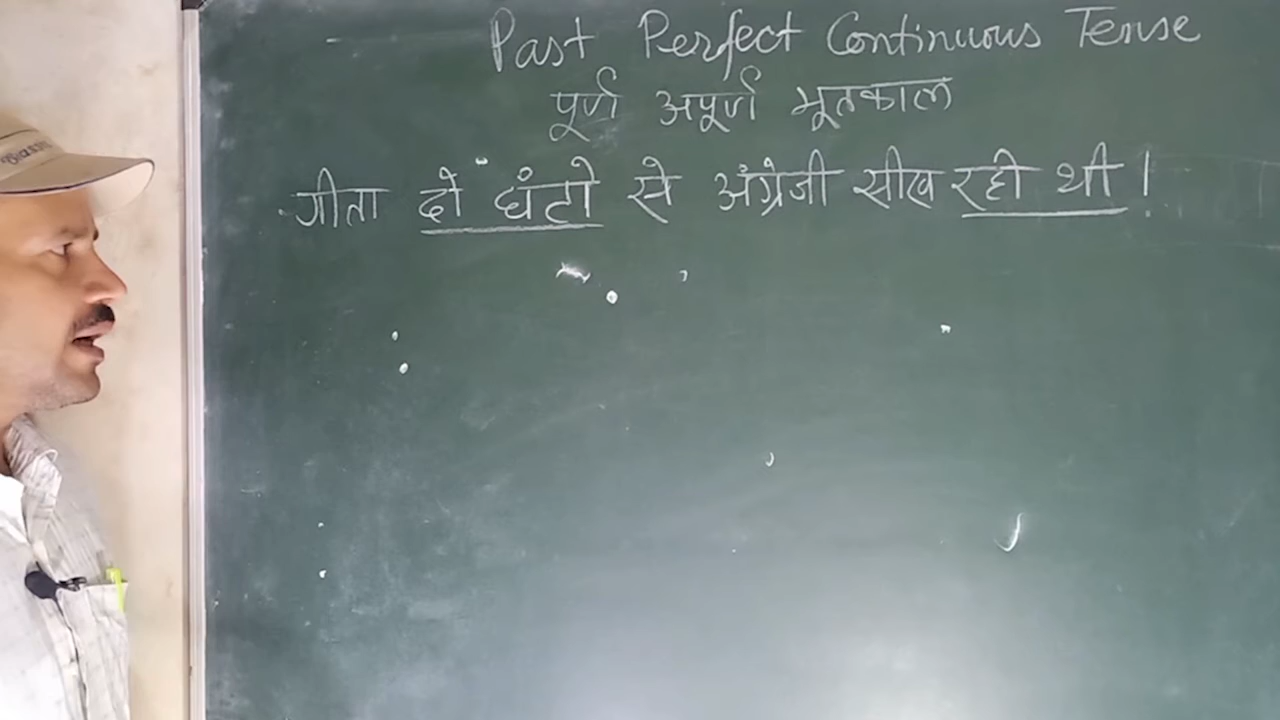 Past Perfect Continuous Tense
पूर्ण अपूर्ण भूतकाल
गीता दो घंटो से अंग्रेजी सीख रही थी।